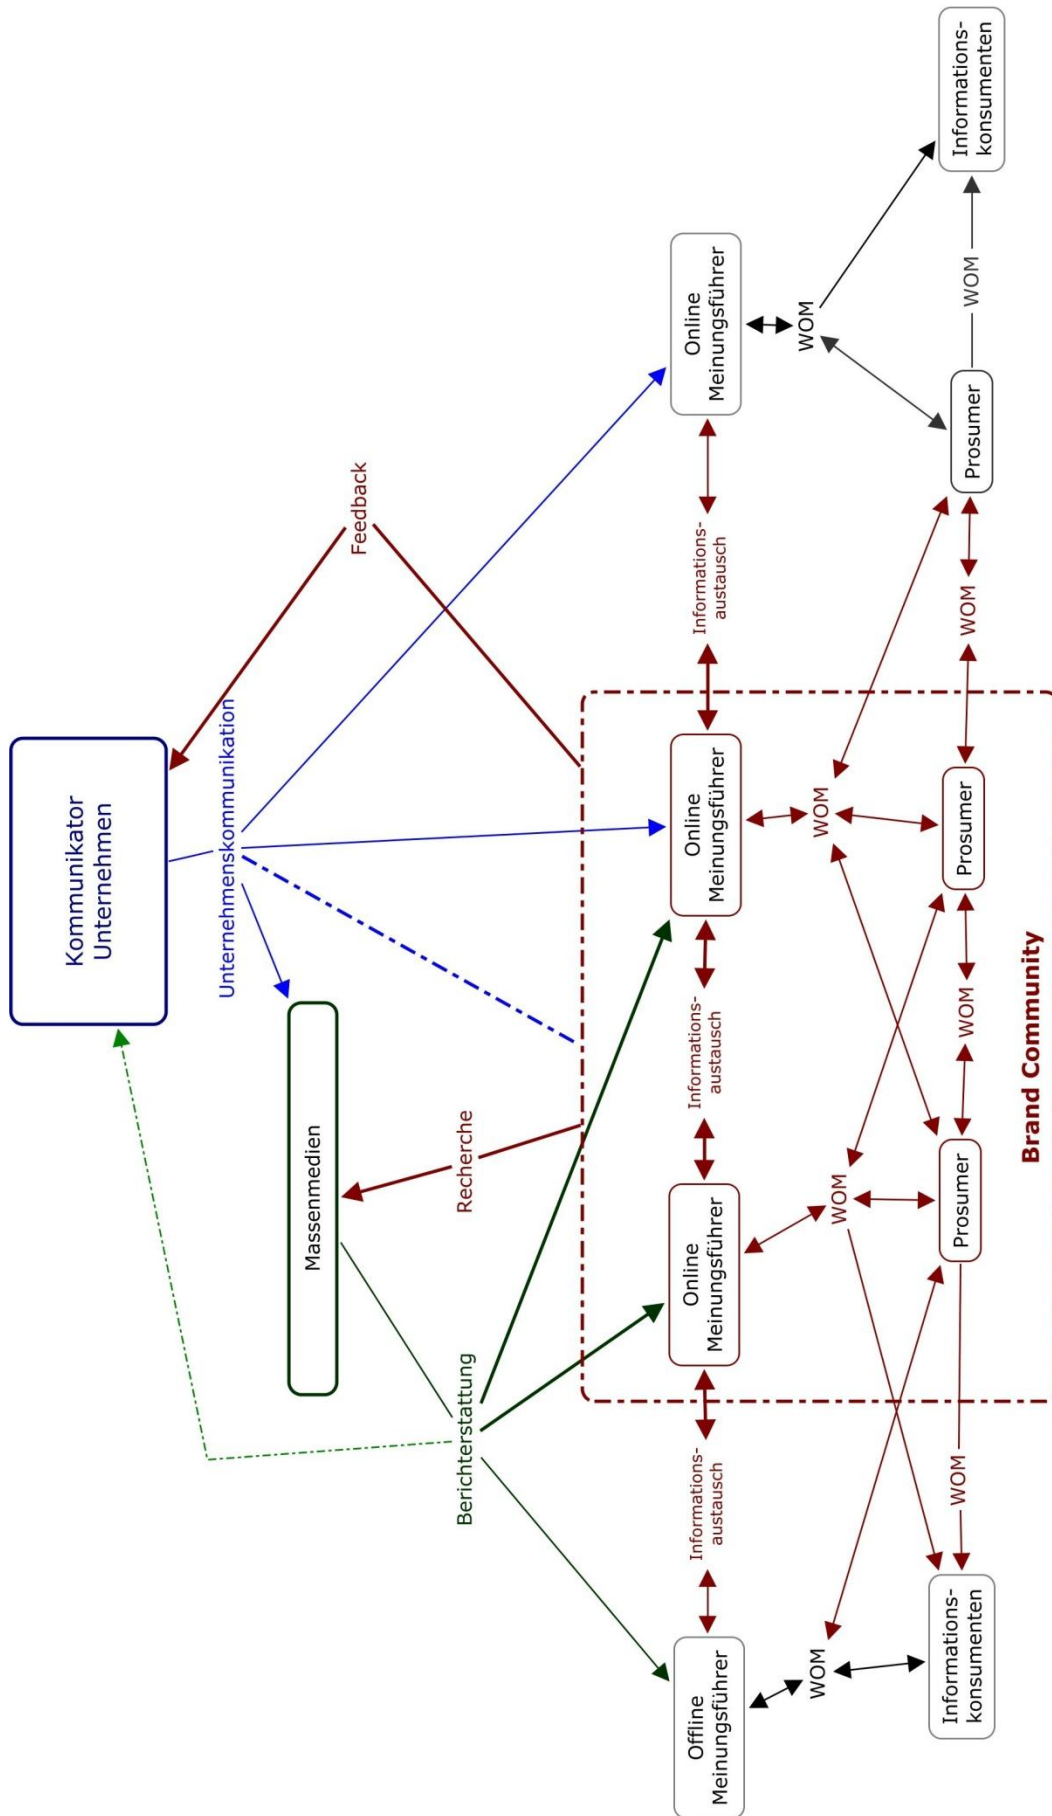 Kommunikator
Unternehmen
Unternehmenskommunikation
Massenmedien
Feedback
Berichterstattung
Recherche
Offline
Meinungsführer
Informations-
austausch
Online
Meinungsführer
Informations-
austausch
Online
Meinungsführer
Informations-
austausch
Online
Meinungsführer
WOM
WOM
WOM
WOM
Informations-
konsumenten
WOM
Prosumer
WOM
Prosumer
WOM
Prosumer
WOM
Informations-
konsumenten
Brand Community